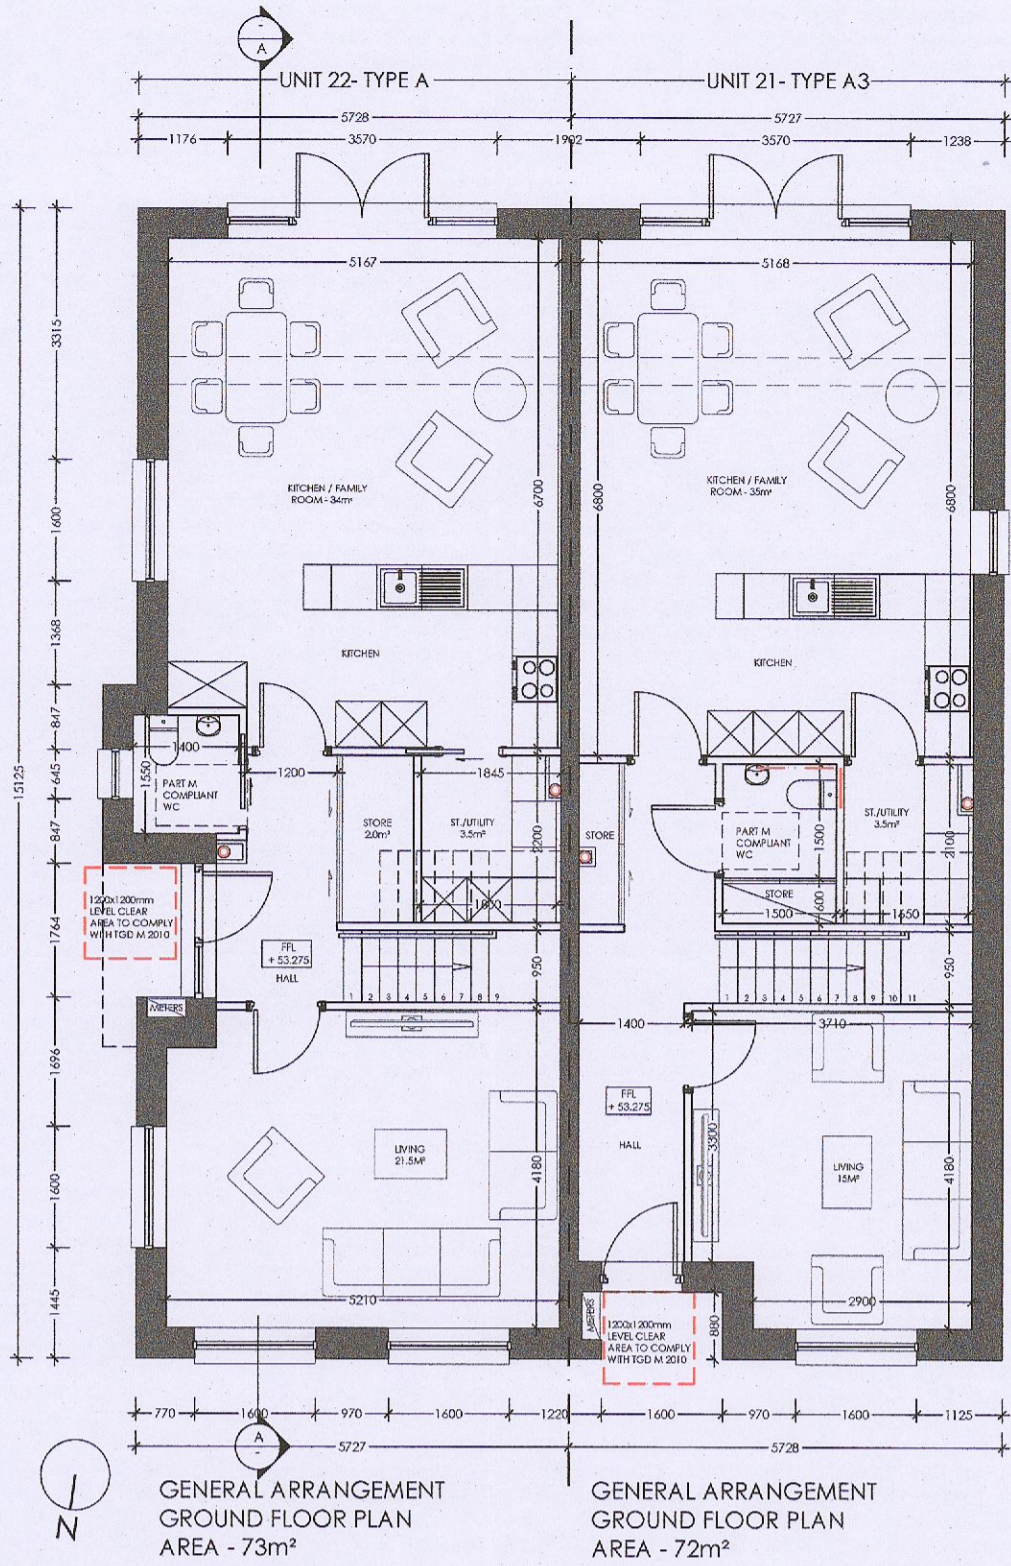 -
A
UNIT 22- TYPE A
UNIT 21- TYPE A3
5728
5727
1176
3570
1902
3570
1238
5167
5168
3315
1600
1368
847
645
847
1764
1696
1600
1445
15125
KITCHEN / FAMILY
ROOM - 34m²
6700
6800
KITCHEN / FAMILY
ROOM - 35m²
6800
KITCHEN
KITCHEN
1400
1550
PART M
COMPLIANT
WC
1200
1845
STORE
2.0m²
ST./UTILITY
3.5m²
2200
1800
STORE
PART M
COMPLIANT
WC
1500
STORE
600
1500
ST./UTILITY
3.5m²
2100
1650
1200x1200mm
LEVEL CLEAR
AREA TO COMPLY
WITH TGD M 2010
FFL
+ 53.275
HALL
METERS
1 2 3 4 5 6 7 8 9
950
1 2 3 4 5 6 7 8 9 10 11
950
1400
3710
FFL
+ 53.275
HALL
3300
LIVING
21.5M²
4180
LIVING
15M²
4180
5210
2900
METERS
1200x1200mm
LEVEL CLEAR
AREA TO COMPLY
WITH TGD M 2010
880
770
1600
970
1600
1220
1600
970
1600
1125
5727
5728
A
-
N
GENERAL ARRANGEMENT
GROUND FLOOR PLAN
AREA - 73m²
GENERAL ARRANGEMENT
GROUND FLOOR PLAN
AREA - 72m²